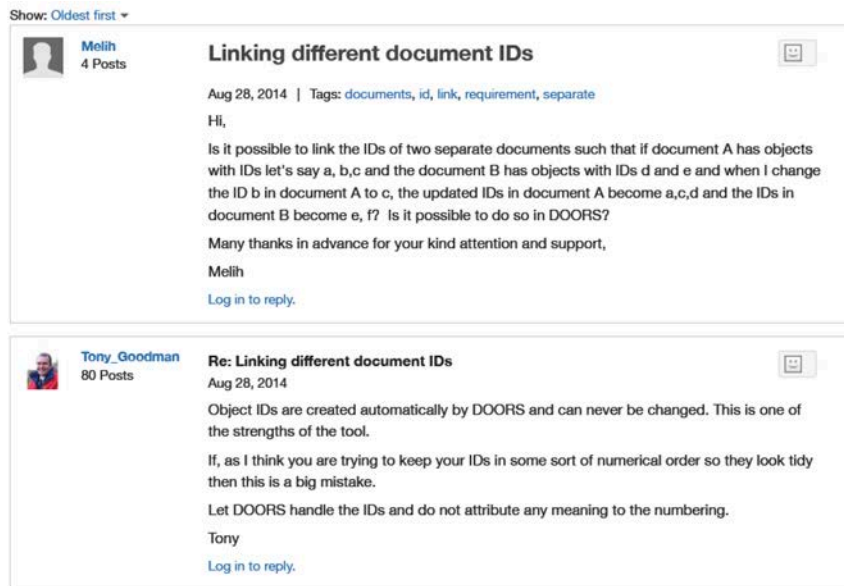 Show: Oldest first
Melih
4 Posts
Linking different document IDs
Aug 28, 2014 | Tags: documents, id, link, requirement, separate
Hi,
Is it possible to link the IDs of two separate documents such that if document A has objects
with IDs let's say a, b,c and the document B has objects with IDs d and e and when I change
the ID b in document A to c, the updated IDs in document A become a,c,d and the IDs in
document B become e, f?  Is it possible to do so in DOORS?
Many thanks in advance for your kind attention and support,
Melih
Log in to reply.
Tony_Goodman
80 Posts
Re: Linking different document IDs
Aug 28, 2014
Object IDs are created automatically by DOORS and can never be changed. This is one of
the strengths of the tool.
If, as I think you are trying to keep your IDs in some sort of numerical order so they look tidy
then this is a big mistake.
Let DOORS handle the IDs and do not attribute any meaning to the numbering.
Tony
Log in to reply.